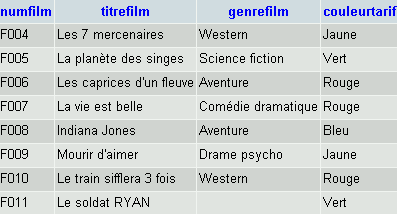 numfilm titrefilm genrefilm couleurtarif
F004 Les 7 mercenaires Western Jaune
F005 La planète des singes Science fiction Vert
F006 Les caprices d'un fleuve Aventure Rouge
F007 La vie est belle Comédie dramatique Rouge
F008 Indiana Jones Aventure Bleu
F009 Mourir d'aimer Drame psycho Jaune
F010 Le train sifflera 3 fois Western Rouge
F011 Le soldat RYAN Vert